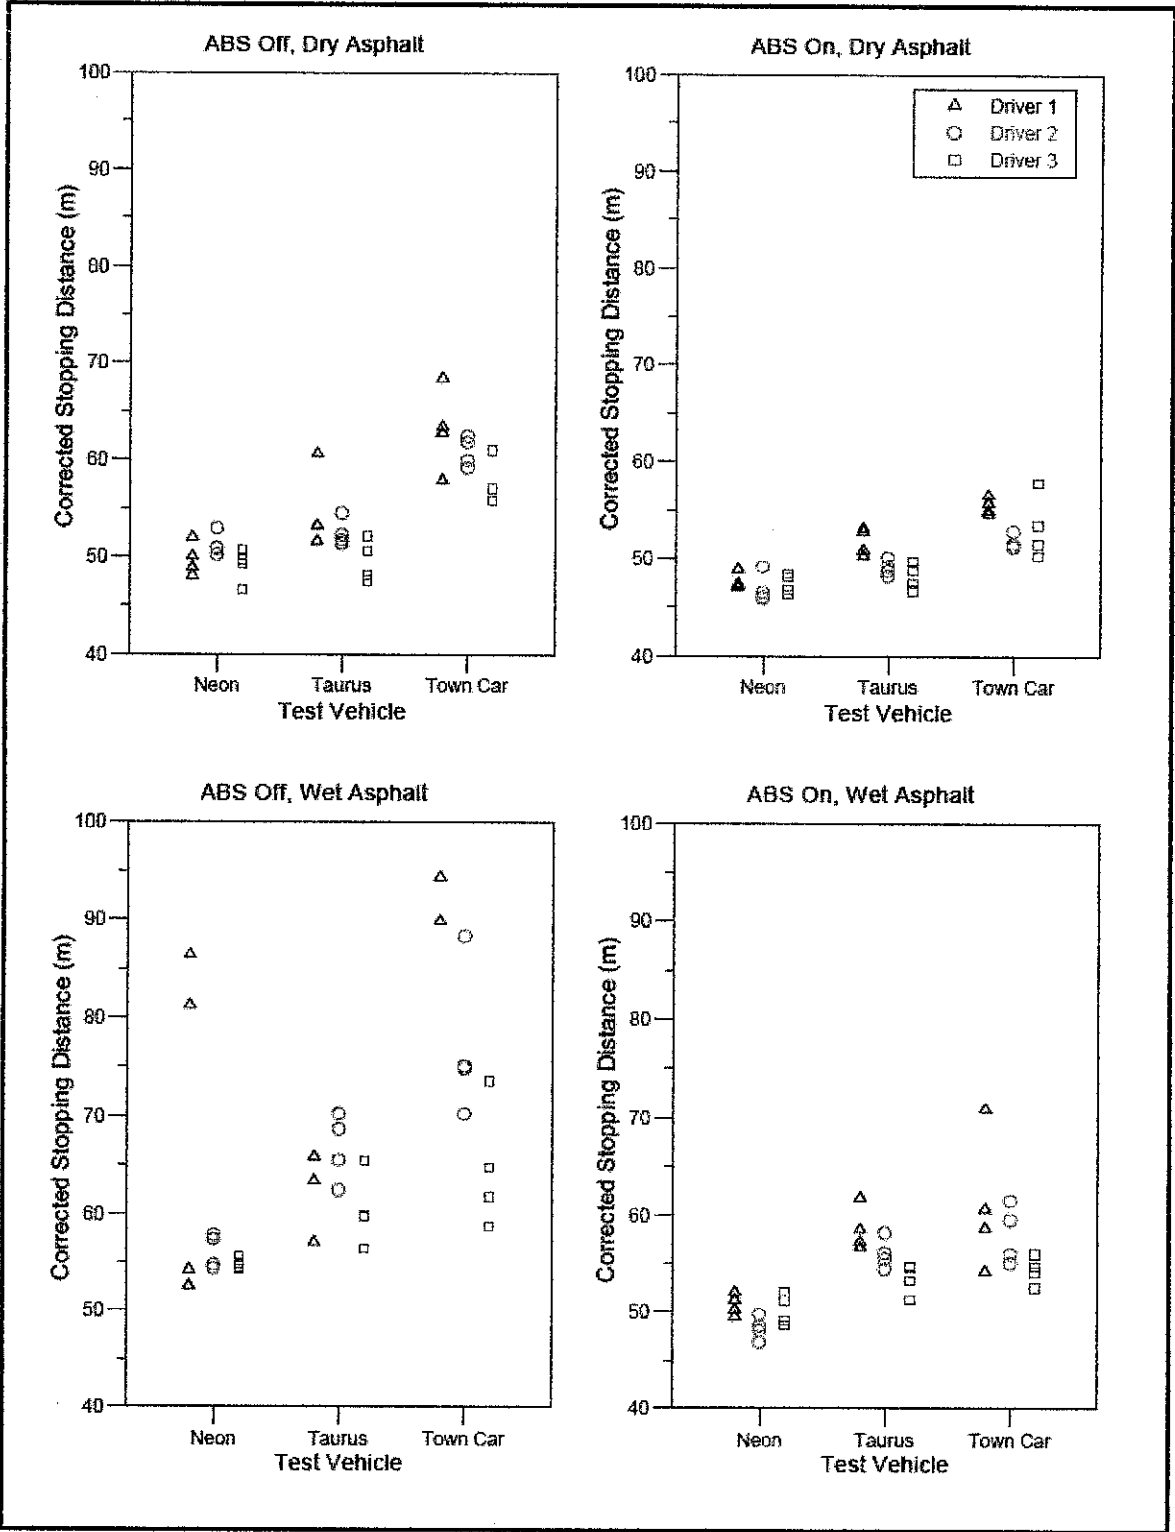 ABS Off, Dry Asphalt
100
90
80
70
60
50
40
Corrected Stopping Distance (m)
Neon Taurus Town Car
Test Vehicle
ABS On, Dry Asphalt
100
90
80
70
60
50
40
Corrected Stopping Distance (m)
Driver 1
Driver 2
Driver 3
Neon Taurus Town Car
Test Vehicle
ABS Off, Wet Asphalt
100
90
80
70
60
50
40
Corrected Stopping Distance (m)
Neon Taurus Town Car
Test Vehicle
ABS On, Wet Asphalt
100
90
80
70
60
50
40
Corrected Stopping Distance (m)
Neon Taurus Town Car
Test Vehicle